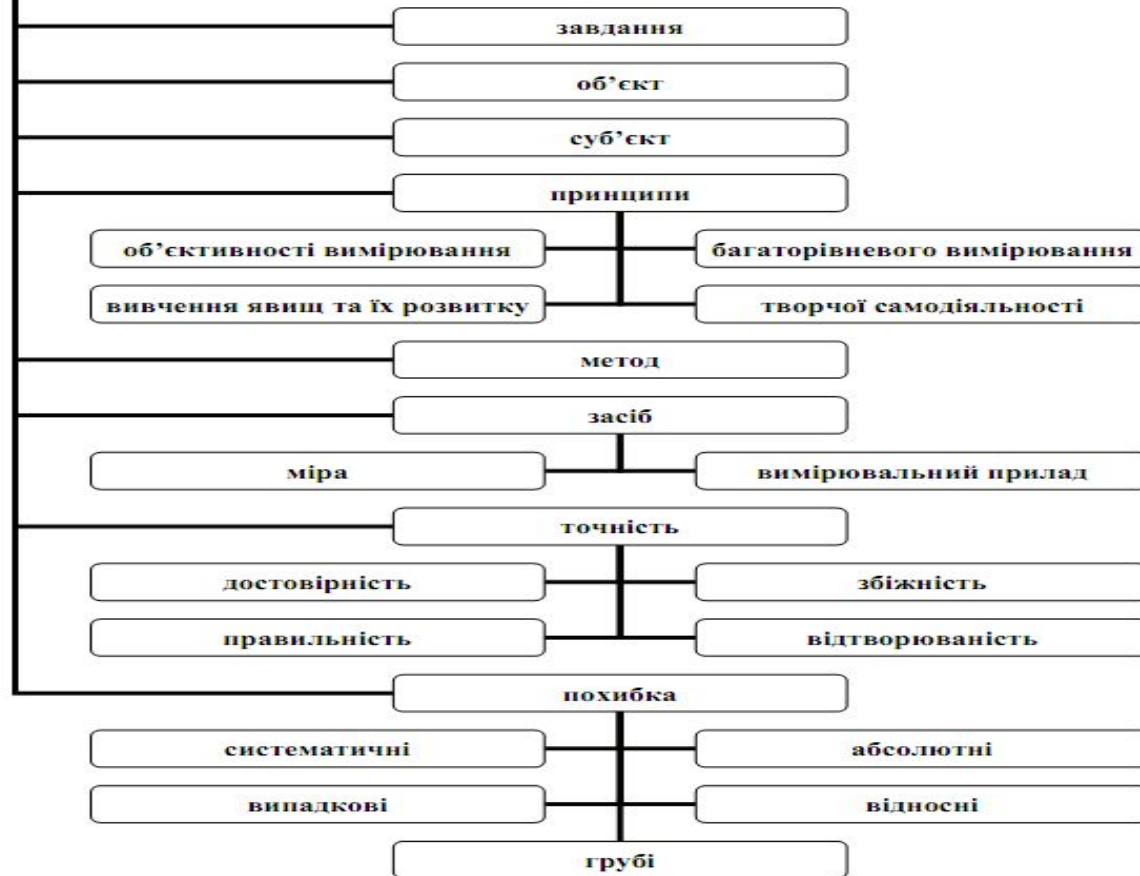 завдання
об’єкт
суб’єкт
принципи
об’єктивності вимірювання
багаторівневого вимірювання
вивчення явищ та їх розвитку
творчої самодіяльності
метод
засіб
міра
вимірювальний прилад
точність
достовірність
збіжність
правильність
відтворюваність
похибка
систематичні
абсолютні
випадкові
відносні
грубі